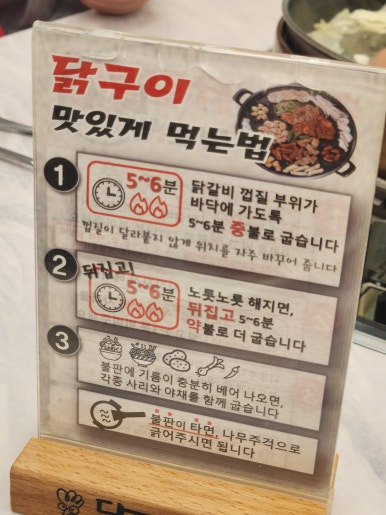 닭구이
맛있게 먹는법
1
5~6분
닭갈비 껍질 부위가
바닥에 가도록
5~6분 중불로 굽습니다
껍질이 달라붙지 않게 위치를 자주 바꾸어 줍니다
2
뒤집고!
5~6분
노릇노릇 해지면,
뒤집고 5~6분
약불로 더 굽습니다
3
불판에 기름이 충분히 베어 나오면,
각종 사리와 야채를 함께 굽습니다
불판이 타면, 나무주걱으로
긁어주시면 됩니다